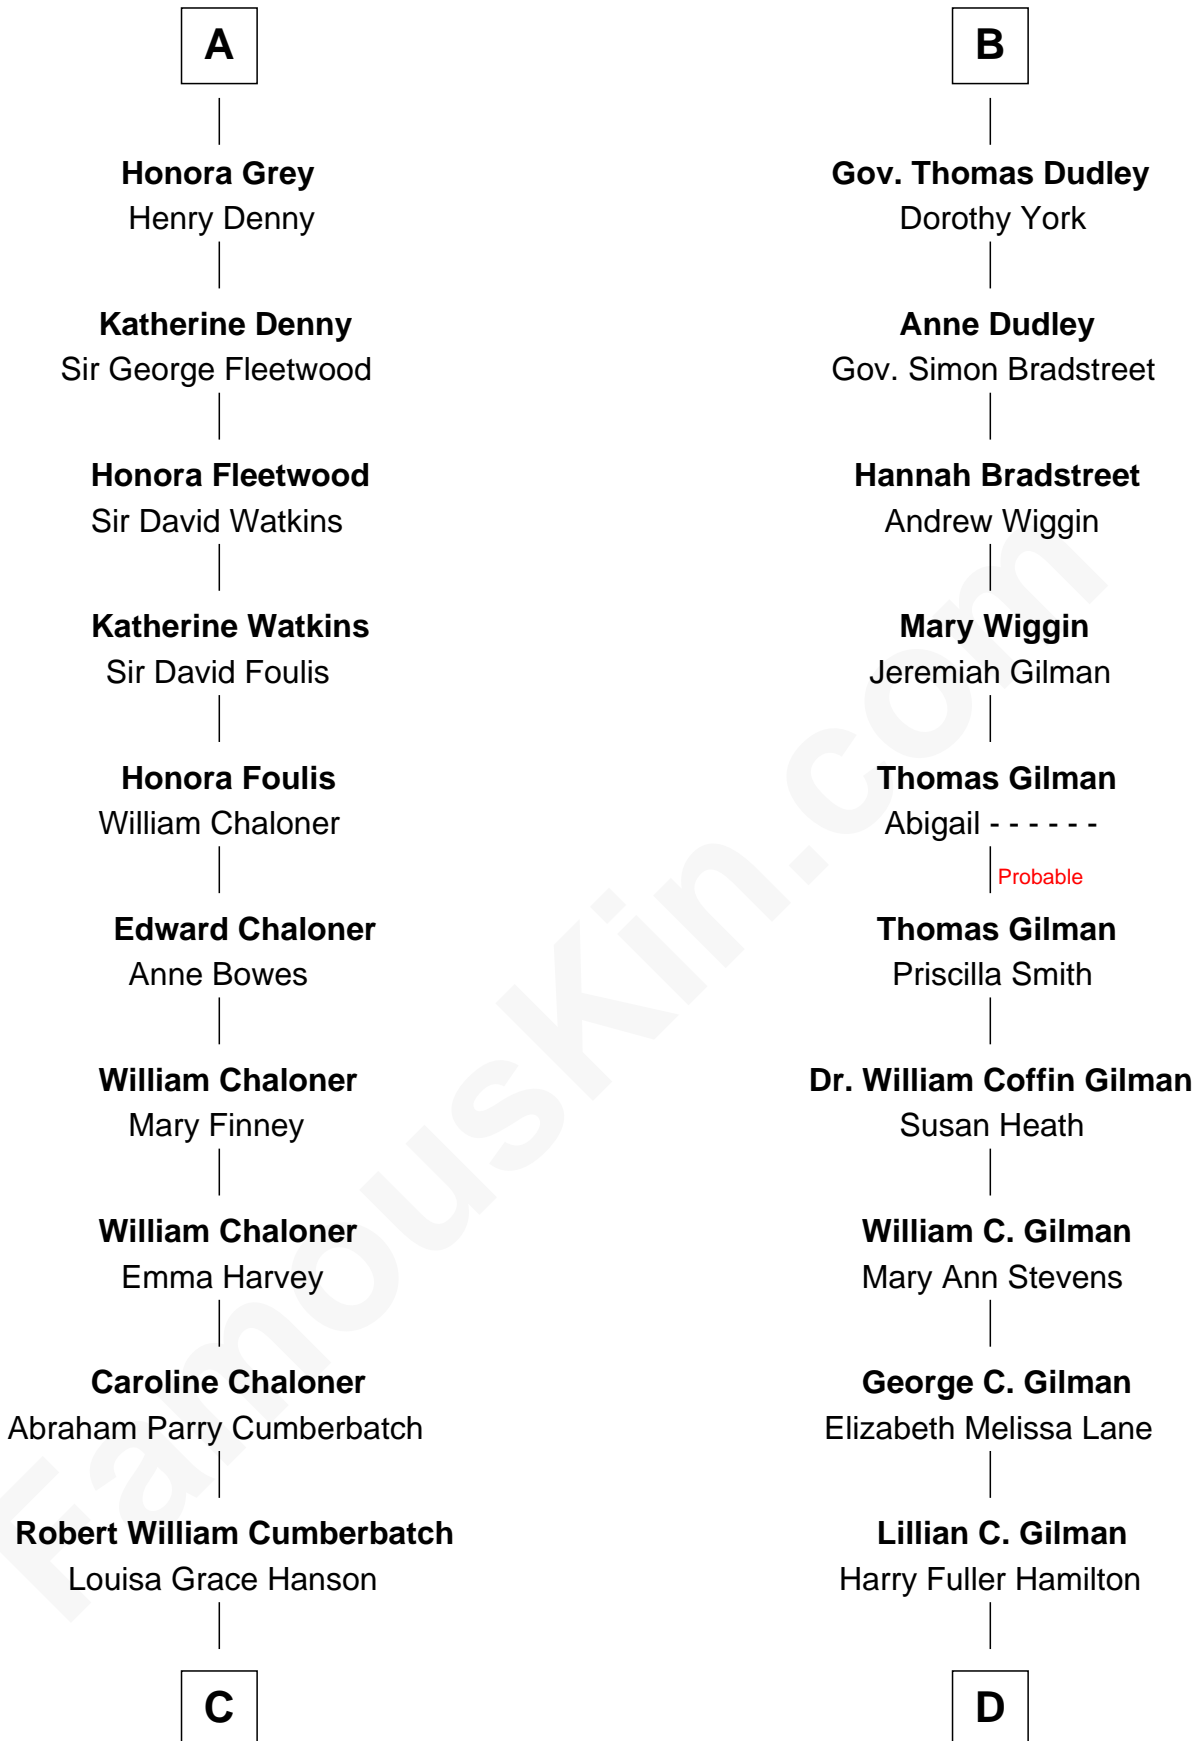 A
Honora Grey
Henry Denny
Katherine Denny
Sir George Fleetwood
Honora Fleetwood
Sir David Watkins
Katherine Watkins
Sir David Foulis
Honora Foulis
William Chaloner
Edward Chaloner
Anne Bowes
William Chaloner
Mary Finney
William Chaloner
Emma Harvey
Caroline Chaloner
Abraham Parry Cumberbatch
Robert William Cumberbatch
Louisa Grace Hanson
C
B
Gov. Thomas Dudley
Dorothy York
Anne Dudley
Gov. Simon Bradstreet
Hannah Bradstreet
Andrew Wiggin
Mary Wiggin
Jeremiah Gilman
Thomas Gilman
Abigail - - - - - -
Probable
Thomas Gilman
Priscilla Smith
Dr. William Coffin Gilman
Susan Heath
William C. Gilman
Mary Ann Stevens
George C. Gilman
Elizabeth Melissa Lane
Lillian C. Gilman
Harry Fuller Hamilton
D
FamousKin.com